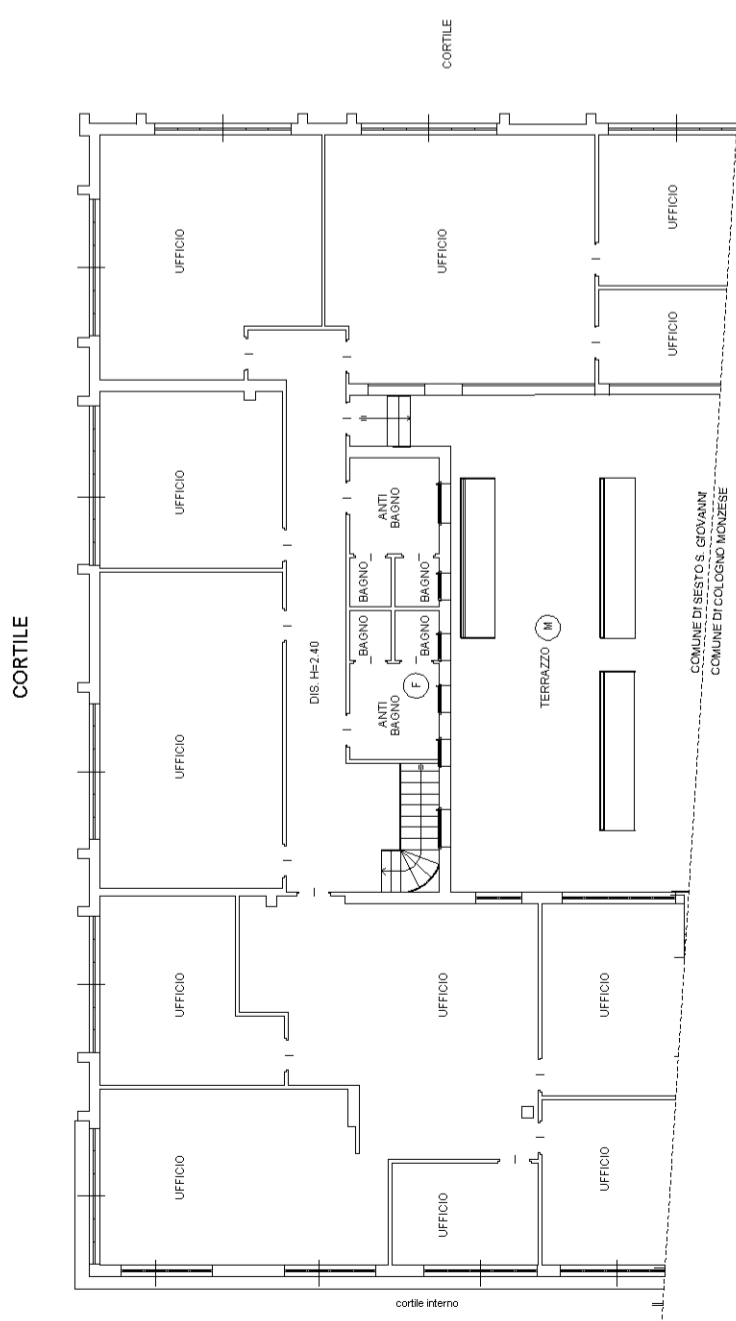 CORTILE
CORTILE
UFFICIO
UFFICIO
UFFICIO
UFFICIO
UFFICIO
ANTI
BAGNO
BAGNO
BAGNO
BAGNO
BAGNO
DIS. H=2.40
F
ANTI
BAGNO
TERRAZZO
M
COMUNE DI SESTO S. GIOVANNI
COMUNE DI COLOGNO MONZESE
UFFICIO
UFFICIO
UFFICIO
UFFICIO
UFFICIO
UFFICIO
UFFICIO
cortile interno